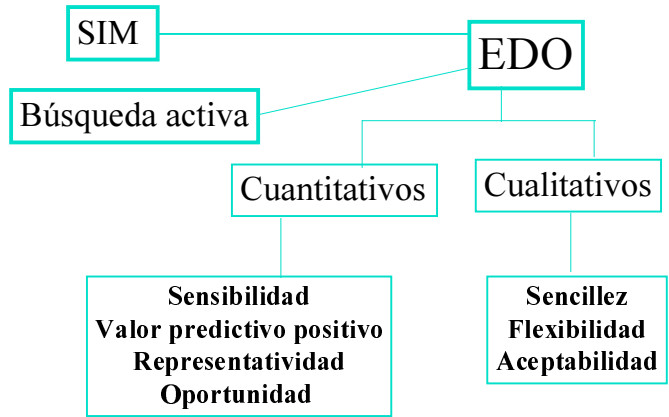 SIM
EDO
Búsqueda activa
Cuantitativos
Cualitativos
Sensibilidad
Valor predictivo positivo
Representatividad
Oportunidad
Sencillez
Flexibilidad
Aceptabilidad